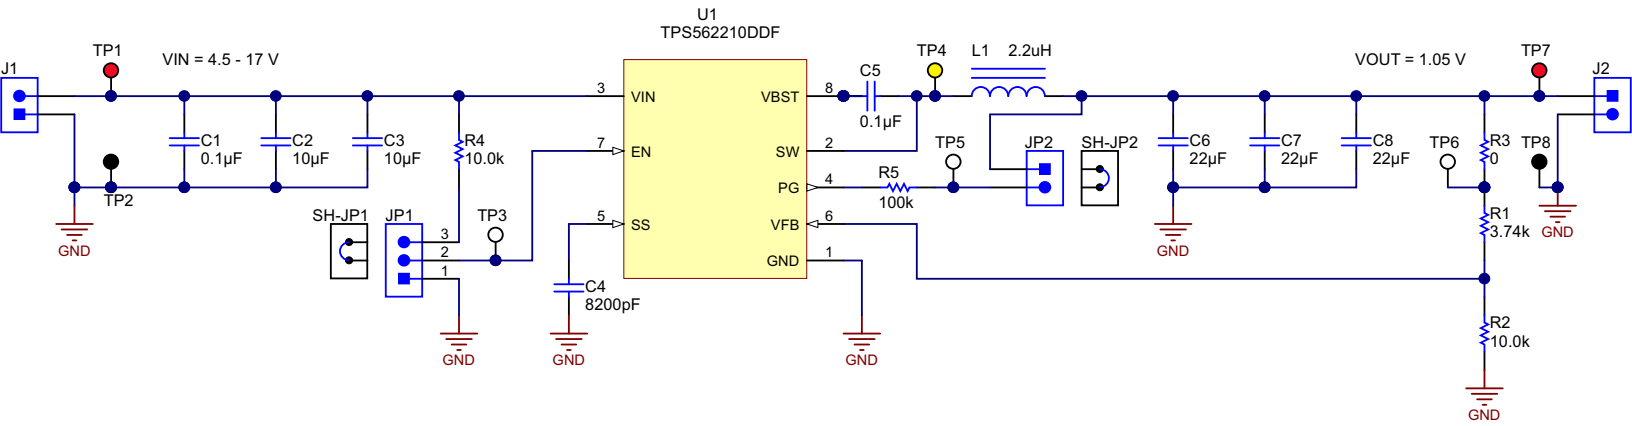 U1
TPS562210DDF
TP1
VIN = 4.5 - 17 V
TP4
L1
2.2uH
VOUT = 1.05 V
TP7
J1
C5
J2
3
VIN
VBST
8
0.1µF
C1
0.1µF
C2
10µF
C3
10µF
R4
10.0k
7
EN
SW
2
TP5
JP2
SH-JP2
C6
22µF
C7
22µF
C8
22µF
TP6
R3
0
TP8
TP2
PG
4
R5
100k
GND
SH-JP1
JP1
TP3
5
SS
VFB
6
GND
R1
3.74k
GND
3
2
1
GND
1
C4
8200pF
R2
10.0k
GND
GND
GND
GND